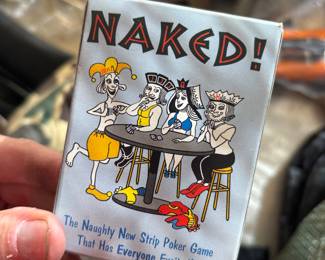 NAKED!
The Naughty New Strip Poker Game
That Has Everyone